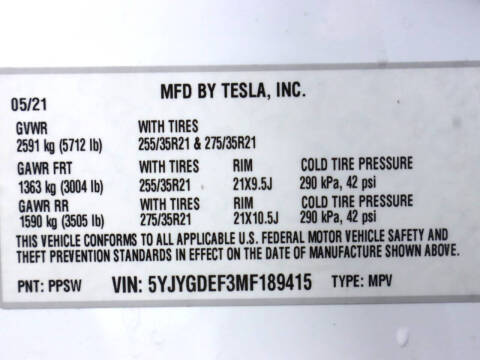 MFD BY TESLA, INC.
05/21
GVWR WITH TIRES
2591 kg (5712 lb) 255/35R21 & 275/35R21
GAWR FRT WITH TIRES RIM COLD TIRE PRESSURE
1363 kg (3004 lb) 255/35R21 21X9.5J 290 kPa, 42 psi
GAWR RR WITH TIRES RIM COLD TIRE PRESSURE
1590 kg (3505 lb) 275/35R21 21X10.5J 290 kPa, 42 psi
THIS VEHICLE CONFORMS TO ALL APPLICABLE U.S. FEDERAL MOTOR VEHICLE SAFETY AND
THEFT PREVENTION STANDARDS IN EFFECT ON THE DATE OF MANUFACTURE SHOWN ABOVE.
PNT: PPSW VIN: 5YJYGDEF3MF189415 TYPE: MPV